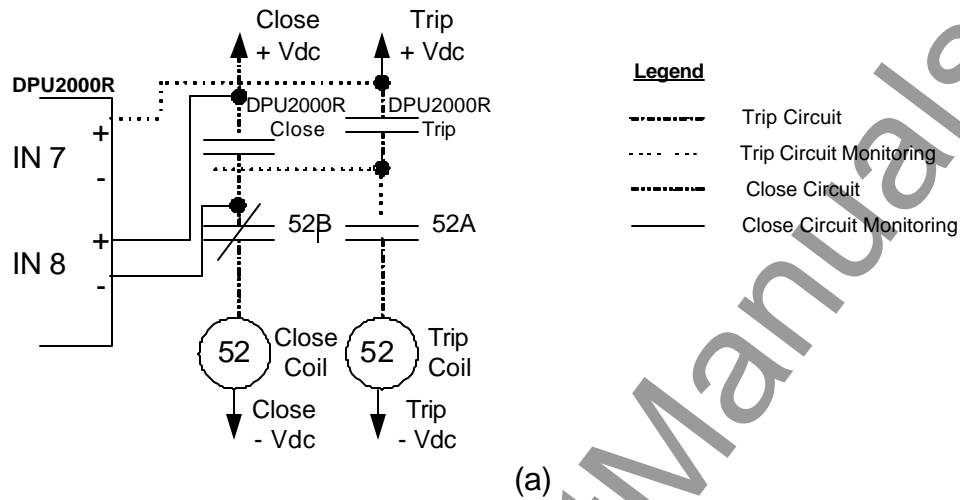 Close
+ Vdc
Trip
+ Vdc
DPU2000R
+
IN 7
-
+
IN 8
-
DPU2000R
Close
DPU2000R
Trip
52B
52A
52
Close
Coil
52
Trip
Coil
Close
- Vdc
Trip
- Vdc
Legend
Trip Circuit
Trip Circuit Monitoring
Close Circuit
Close Circuit Monitoring
(a)
Manuals